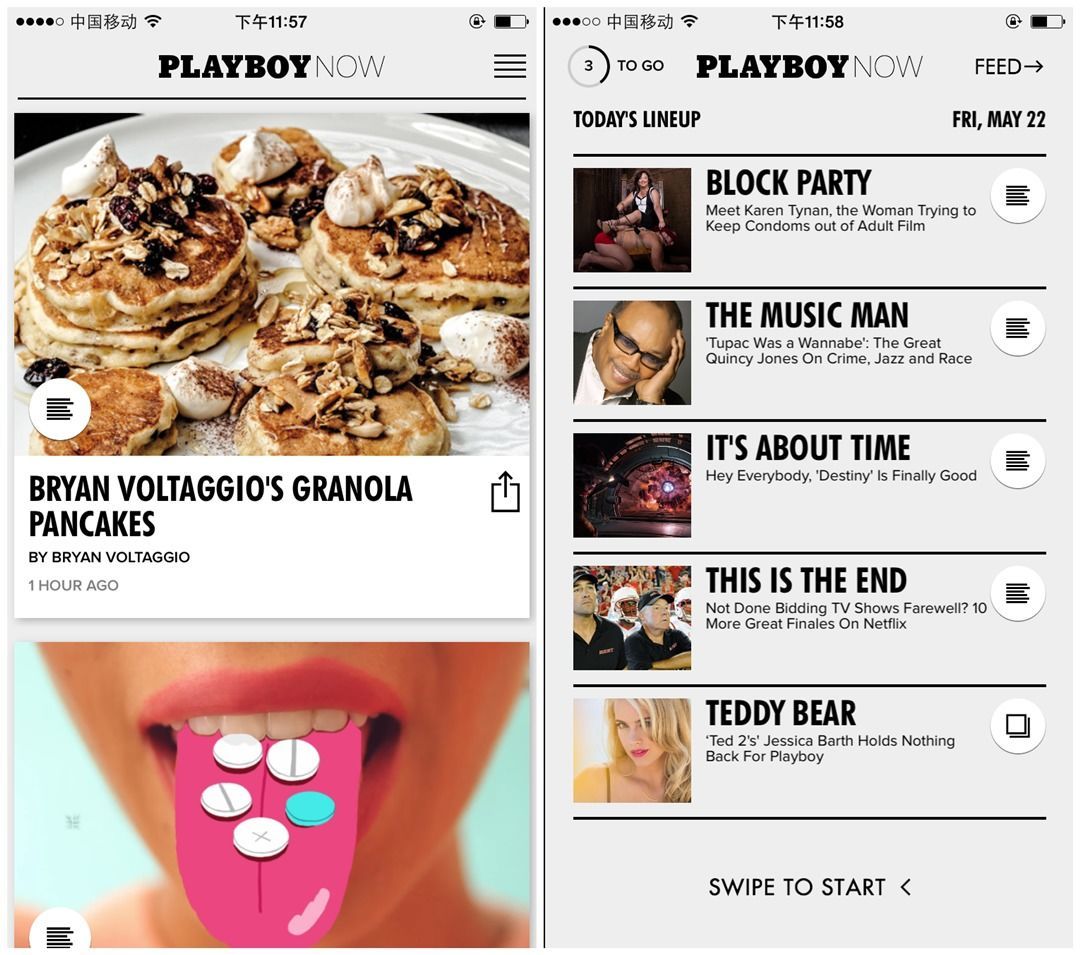 中国移动
下午11:57
PLAYBOY NOW
BRYAN VOLTAGGIO'S GRANOLA
PANCAKES
BY BRYAN VOLTAGGIO
1 HOUR AGO
中国移动
下午11:58
3 TO GO
PLAYBOY NOW
FEED→
TODAY'S LINEUP
FRI, MAY 22
BLOCK PARTY
Meet Karen Tynan, the Woman Trying to
Keep Condoms out of Adult Film
THE MUSIC MAN
'Tupac Was a Wannabe': The Great
Quincy Jones On Crime, Jazz and Race
IT'S ABOUT TIME
Hey Everybody, 'Destiny' Is Finally Good
THIS IS THE END
Not Done Bidding TV Shows Farewell? 10
More Great Finales On Netflix
TEDDY BEAR
‘Ted 2's' Jessica Barth Holds Nothing
Back For Playboy
SWIPE TO START <